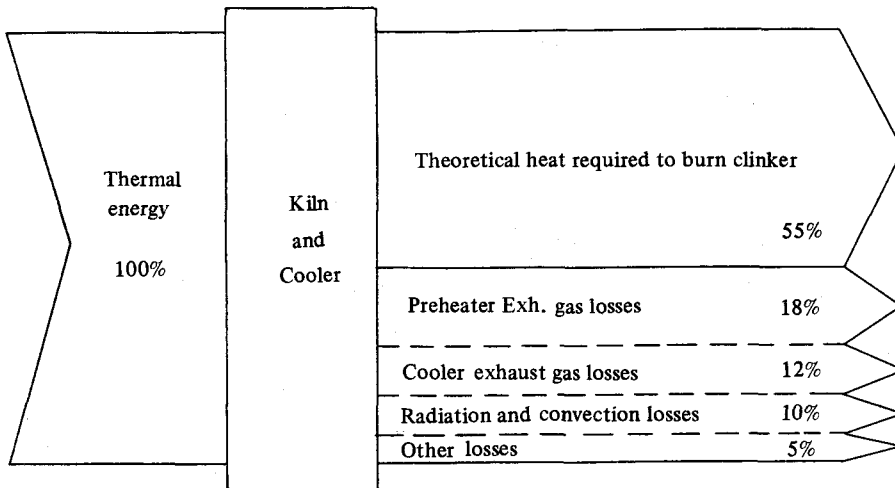 Thermal
energy
100%
Kiln
and
Cooler
Theoretical heat required to burn clinker
55%
Preheater Exh. gas losses 18%
Cooler exhaust gas losses 12%
Radiation and convection losses 10%
Other losses 5%